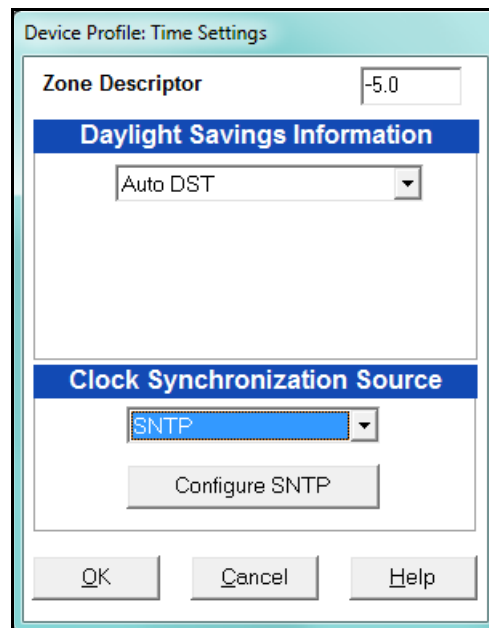 Device Profile: Time Settings
Zone Descriptor -5.0
Daylight Savings Information
Auto DST
Clock Synchronization Source
SNTP
Configure SNTP
OK Cancel Help